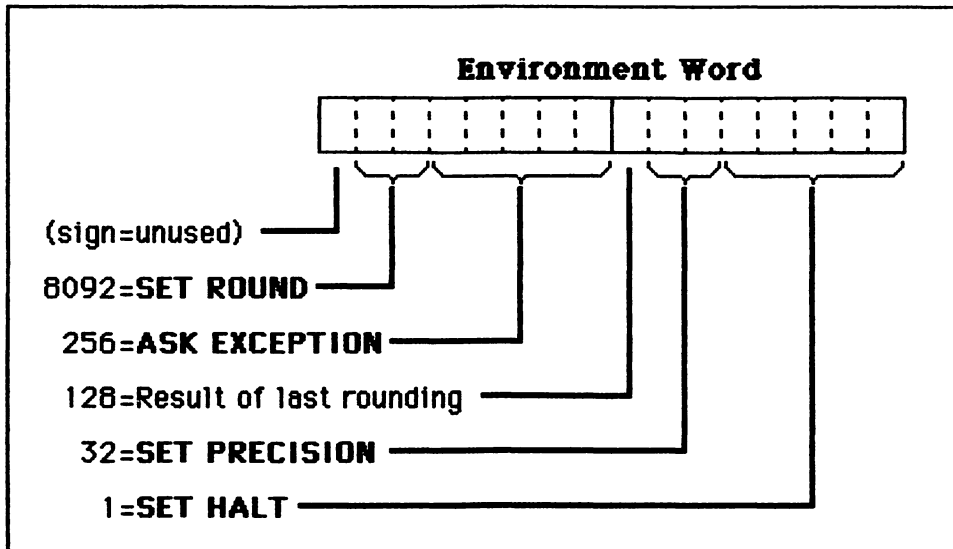 Environment Word
(sign=unused)
8092=SET ROUND
256=ASK EXCEPTION
128=Result of last rounding
32=SET PRECISION
1=SET HALT